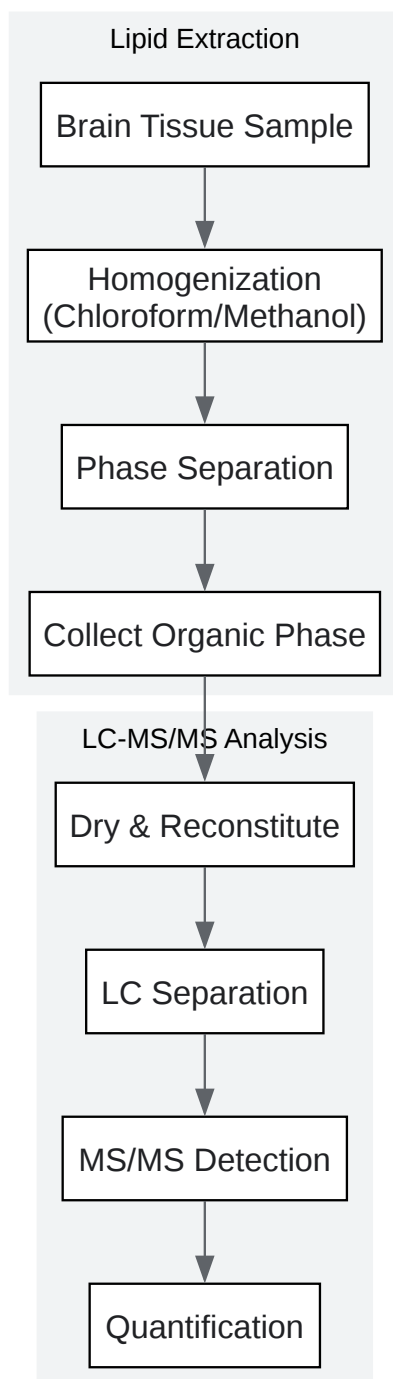 Lipid Extraction
Brain Tissue Sample
Homogenization
(Chloroform/Methanol)
Phase Separation
Collect Organic Phase
LC-MS/MS Analysis
Dry & Reconstitute
LC Separation
MS/MS Detection
Quantification